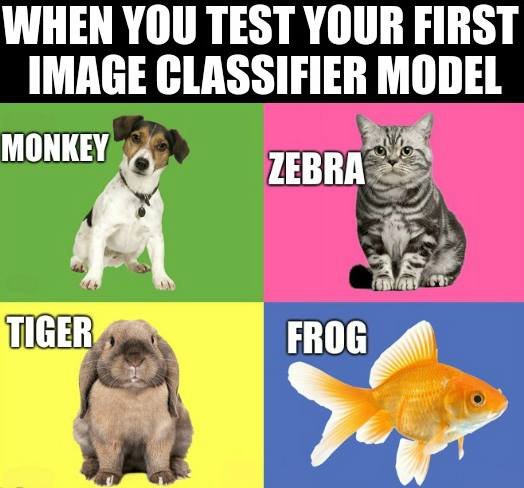 WHEN YOU TEST YOUR FIRST
IMAGE CLASSIFIER MODEL
MONKEY
ZEBRA
TIGER
FROG